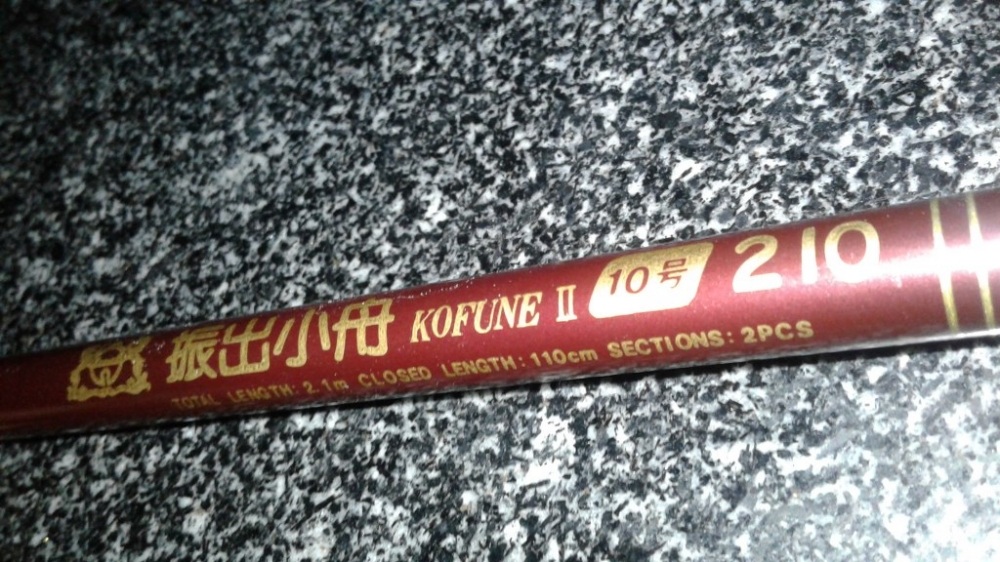 振出小舟 KOFUNE II 10号 210
TOTAL LENGTH: 2.1m CLOSED LENGTH: 110cm SECTIONS: 2PCS